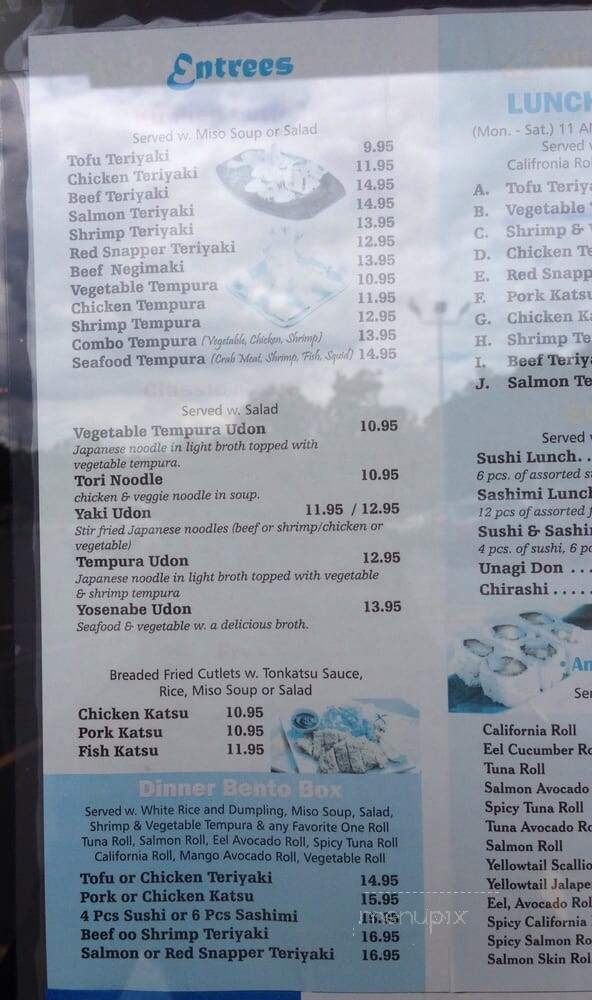 Entrees
Served w. Miso Soup or Salad
Tofu Teriyaki 9.95
Chicken Teriyaki 11.95
Beef Teriyaki 14.95
Salmon Teriyaki 14.95
Shrimp Teriyaki 13.95
Red Snapper Teriyaki 12.95
Beef Negimaki 13.95
Vegetable Tempura 10.95
Chicken Tempura 11.95
Shrimp Tempura 12.95
Combo Tempura (Vegetable, Chicken, Shrimp) 13.95
Seafood Tempura (Crab Meat, Shrimp, Fish, Squid) 14.95
Served w. Salad
Vegetable Tempura Udon 10.95
Japanese noodle in light broth topped with
vegetable tempura.
Tori Noodle 10.95
chicken & veggie noodle in soup.
Yaki Udon 11.95 / 12.95
Stir fried Japanese noodles (beef or shrimp/chicken or
vegetable)
Tempura Udon 12.95
Japanese noodle in light broth topped with vegetable
& shrimp tempura
Yosenabe Udon 13.95
Seafood & vegetable w. a delicious broth.
Breaded Fried Cutlets w. Tonkatsu Sauce,
Rice, Miso Soup or Salad
Chicken Katsu 10.95
Pork Katsu 10.95
Fish Katsu 11.95
Dinner Bento Box
Served w. White Rice and Dumpling, Miso Soup, Salad,
Shrimp & Vegetable Tempura & any Favorite One Roll
Tuna Roll, Salmon Roll, Eel Avocado Roll, Spicy Tuna Roll
California Roll, Mango Avocado Roll, Vegetable Roll
Tofu or Chicken Teriyaki 14.95
Pork or Chicken Katsu 15.95
4 Pcs Sushi or 6 Pcs Sashimi
Beef oo Shrimp Teriyaki 16.95
Salmon or Red Snapper Teriyaki 16.95
menupix
LUNCH
(Mon. - Sat.) 11 A
Served
Califronia Ro
A. Tofu Teriya
B. Vegetable
C. Shrimp &
D. Chicken Te
E. Red Snapp
F. Pork Katsu
G. Chicken Ka
H. Shrimp Te
I. Beef Teriya
J. Salmon Te
Served
Sushi Lunch. .
6 pcs. of assorted s
Sashimi Lunch
12 pcs of assorted f
Sushi & Sashi
4 pcs. of sushi, 6 pc
Unagi Don . . .
Chirashi . . . . .
• An
Se
California Roll
Eel Cucumber Ro
Tuna Roll
Salmon Avocado
Spicy Tuna Roll
Tuna Avocado Ro
Salmon Roll
Yellowtail Scallio
Yellowtail Jalape
Eel, Avocado Rol
Spicy California
Spicy Salmon Ro
Salmon Skin Rol